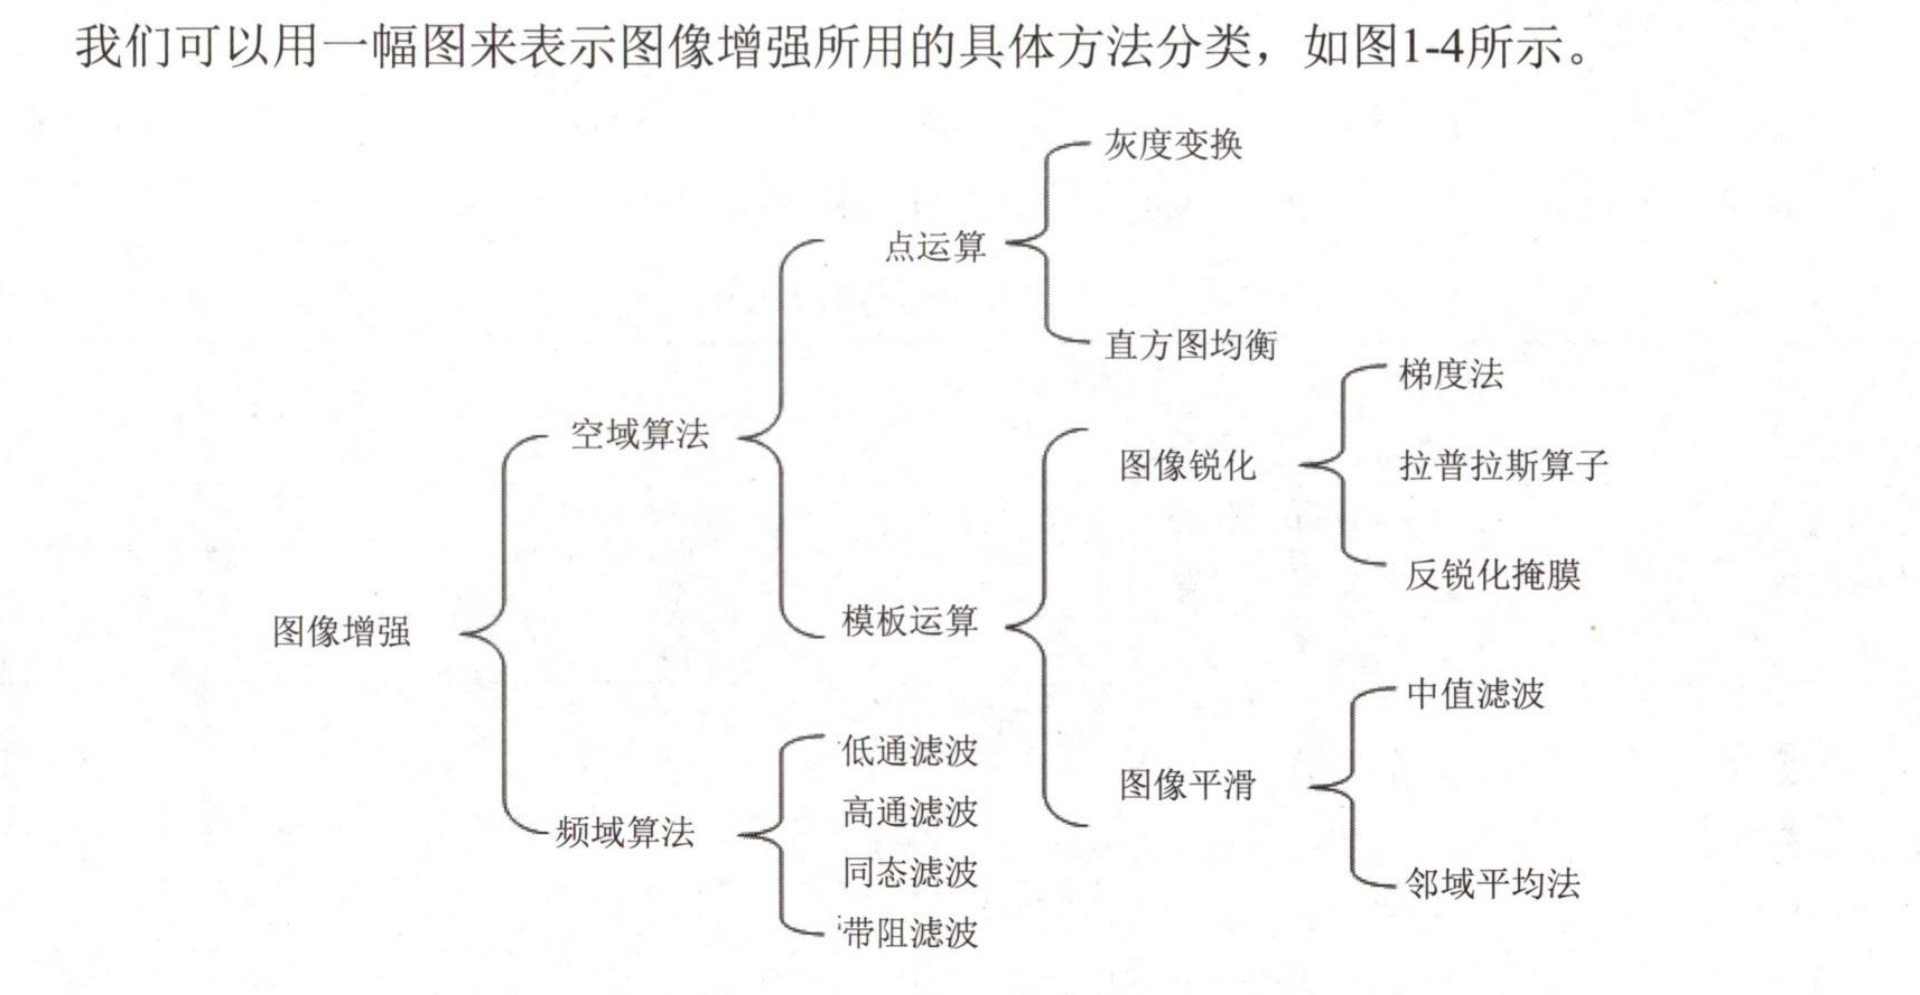 我们可以用一幅图来表示图像增强所用的具体方法分类，如图1-4所示。
灰度变换
点运算
直方图均衡
梯度法
空域算法
图像锐化
拉普拉斯算子
反锐化掩膜
模板运算
图像增强
中值滤波
低通滤波
图像平滑
高通滤波
频域算法
同态滤波
邻域平均法
带阻滤波